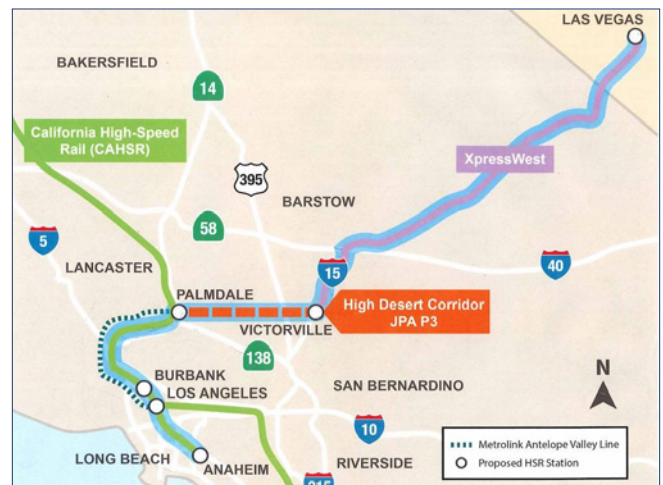 LAS VEGAS
BAKERSFIELD
14
California High-Speed
Rail (CAHSR)
XpressWest
395
BARSTOW
58
5
40
15
LANCASTER
PALMDALE
High Desert Corridor
JPA P3
VICTORVILLE
138
N
BURBANK
LOS ANGELES
SAN BERNARDINO
10
Metrolink Antelope Valley Line
Proposed HSR Station
LONG BEACH
ANAHEIM
RIVERSIDE
215